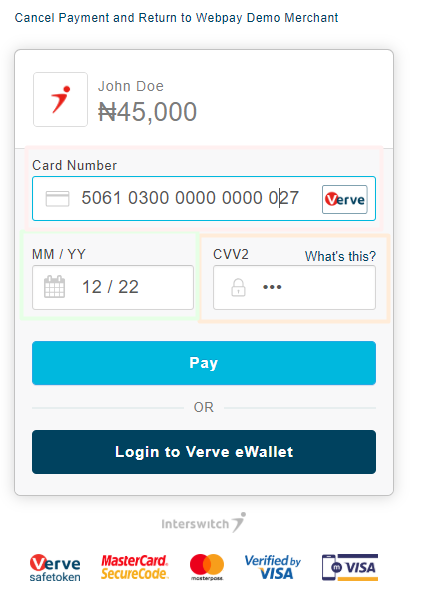 Cancel Payment and Return to Webpay Demo Merchant
John Doe
₦45,000
Card Number
5061 0300 0000 0000 027
Verve
MM / YY
CVV2
What's this?
12 / 22
•••
Pay
OR
Login to Verve eWallet
Interswitch
Verve
safetoken
MasterCard.
SecureCode.
masterpass
Verified by
VISA
m VISA